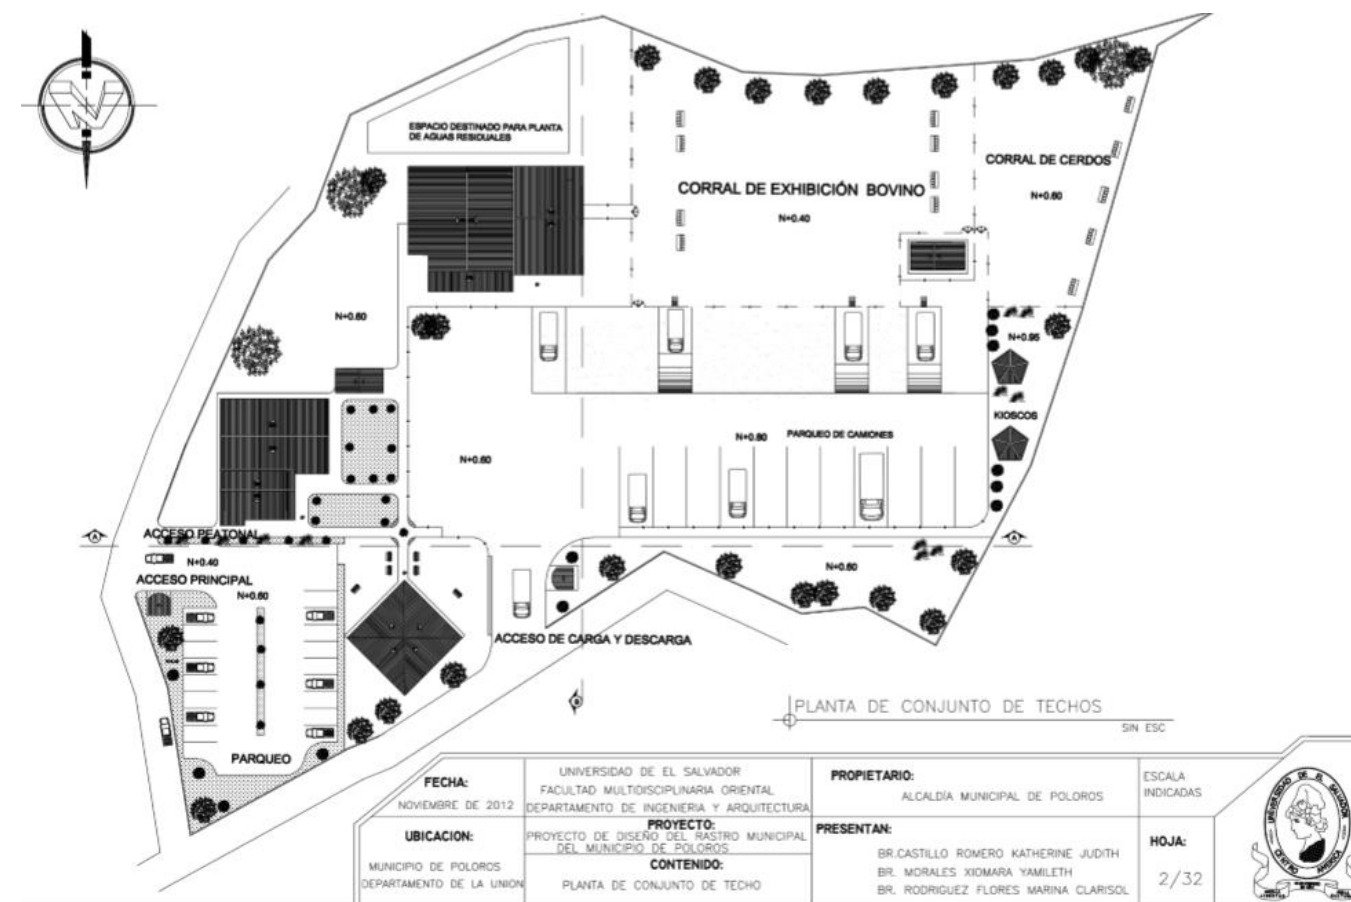 N
ESPACIO DESTINADO PARA PLANTA
DE AGUAS RESIDUALES
CORRAL DE CERDOS
N+0.60
CORRAL DE EXHIBICIÓN BOVINO
N+0.40
N+0.60
N+0.95
KIOSCOS
N+0.80
PARQUEO DE CAMIONES
N+0.60
ACCESO PEATONAL
A
A
N+0.40
ACCESO PRINCIPAL
N+0.60
N+0.60
ACCESO DE CARGA Y DESCARGA
B
PARQUEO
PLANTA DE CONJUNTO DE TECHOS
SIN ESC
FECHA:
NOVIEMBRE DE 2012
UBICACION:
MUNICIPIO DE POLOROS
DEPARTAMENTO DE LA UNION
UNIVERSIDAD DE EL SALVADOR
FACULTAD MULTIDISCIPLINARIA ORIENTAL
DEPARTAMENTO DE INGENIERIA Y ARQUITECTURA
PROYECTO:
PROYECTO DE DISEÑO DEL RASTRO MUNICIPAL
DEL MUNICIPIO DE POLOROS
CONTENIDO:
PLANTA DE CONJUNTO DE TECHO
PROPIETARIO:
ALCALDÍA MUNICIPAL DE POLOROS
PRESENTAN:
BR.CASTILLO ROMERO KATHERINE JUDITH
BR. MORALES XIOMARA YAMILETH
BR. RODRIGUEZ FLORES MARINA CLARISOL
ESCALA
INDICADAS
HOJA:
2/32
UNIVERSIDAD DE EL SALVADOR
CENTRO AMERICA